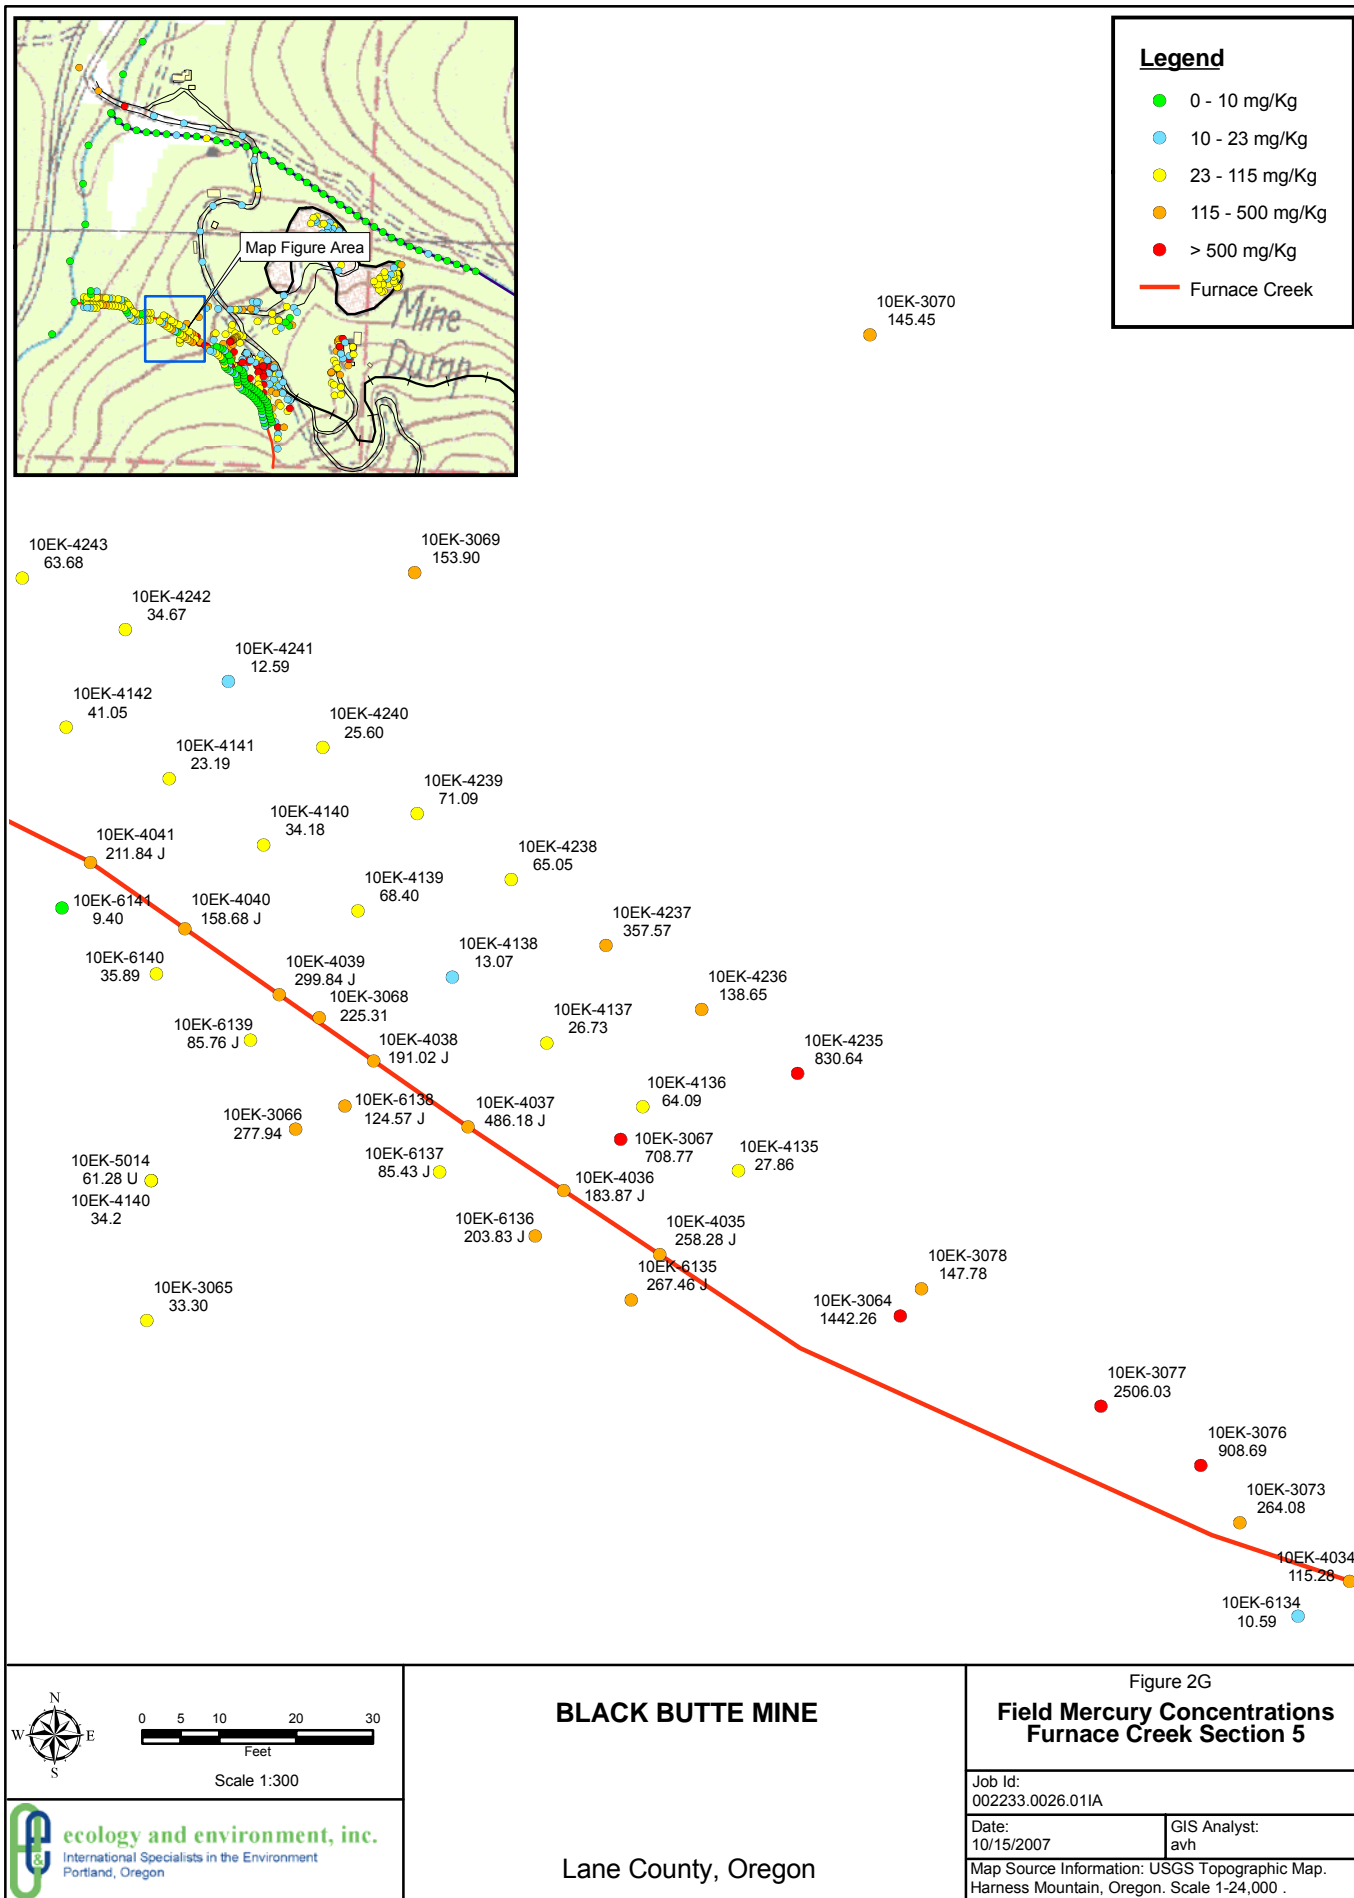 Legend
0 - 10 mg/Kg
10 - 23 mg/Kg
23 - 115 mg/Kg
115 - 500 mg/Kg
> 500 mg/Kg
Furnace Creek
Map Figure Area
Mine
Dump
10EK-3070
145.45
10EK-4243
63.68
10EK-3069
153.90
10EK-4242
34.67
10EK-4241
12.59
10EK-4142
41.05
10EK-4240
25.60
10EK-4141
23.19
10EK-4239
71.09
10EK-4140
34.18
10EK-4041
211.84 J
10EK-4238
65.05
10EK-4139
68.40
10EK-6141
9.40
10EK-4040
158.68 J
10EK-4237
357.57
10EK-4138
13.07
10EK-6140
35.89
10EK-4039
299.84 J
10EK-4236
138.65
10EK-3068
225.31
10EK-4137
26.73
10EK-6139
85.76 J
10EK-4038
191.02 J
10EK-4235
830.64
10EK-4136
64.09
10EK-6138
124.57 J
10EK-4037
486.18 J
10EK-3066
277.94
10EK-3067
708.77
10EK-4135
27.86
10EK-6137
85.43 J
10EK-5014
61.28 U
10EK-4140
34.2
10EK-4036
183.87 J
10EK-6136
203.83 J
10EK-4035
258.28 J
10EK-6135
267.46 J
10EK-3078
147.78
10EK-3065
33.30
10EK-3064
1442.26
10EK-3077
2506.03
10EK-3076
908.69
10EK-3073
264.08
10EK-4034
115.28
10EK-6134
10.59
N
W
E
S
0 5 10 20 30
Feet
Scale 1:300
ecology and environment, inc.
International Specialists in the Environment
Portland, Oregon
BLACK BUTTE MINE
Lane County, Oregon
Figure 2G
Field Mercury Concentrations
Furnace Creek Section 5
Job Id:
002233.0026.01IA
Date:
10/15/2007
GIS Analyst:
avh
Map Source Information: USGS Topographic Map.
Harness Mountain, Oregon. Scale 1-24,000 .